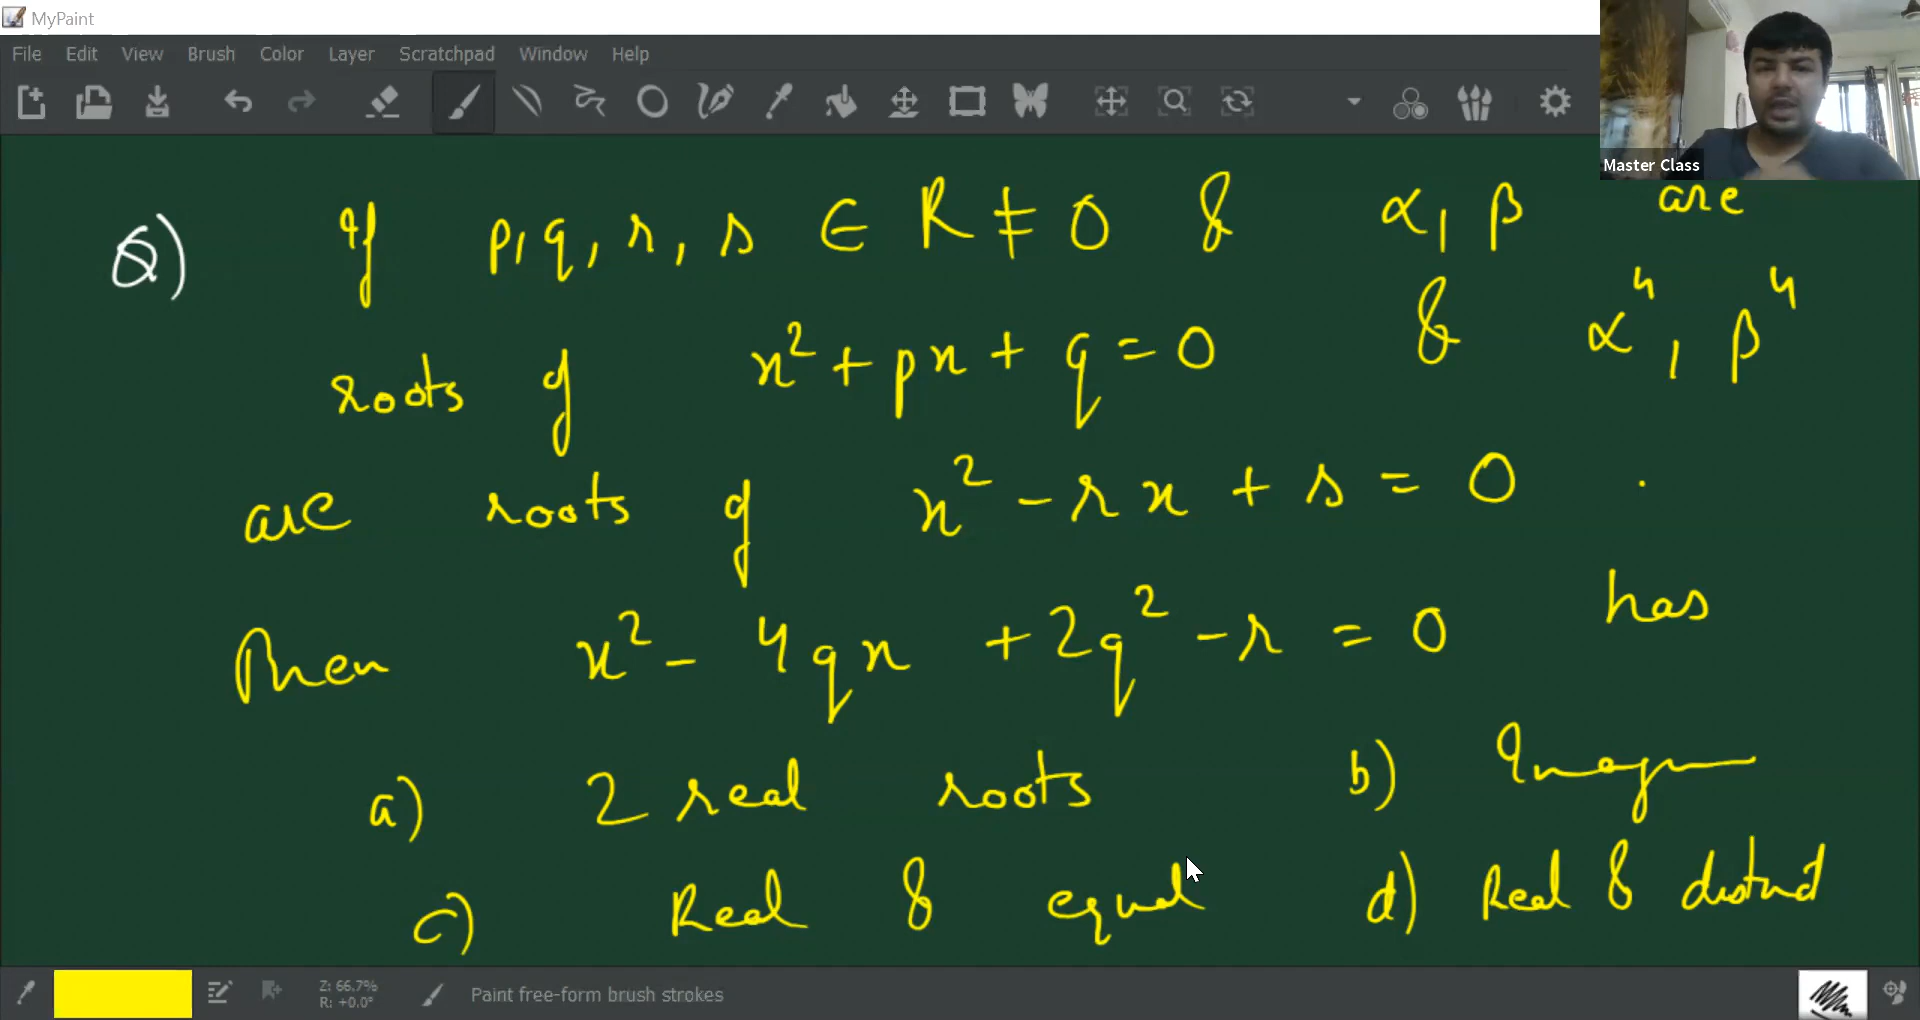 MyPaint
File Edit View Brush Color Layer Scratchpad Window Help
Master Class
Q) If p, q, r, s ∈ R ≠ 0 & α, β are
roots of x² + px + q = 0 & α⁴, β⁴
are roots of x² - rx + s = 0 .
Then x² - 4qx + 2q² - r = 0 has
a) 2 real roots b)
c) Real & equal d) Real & distinct
Z: 66.7%
R: +0.0°
Paint free-form brush strokes